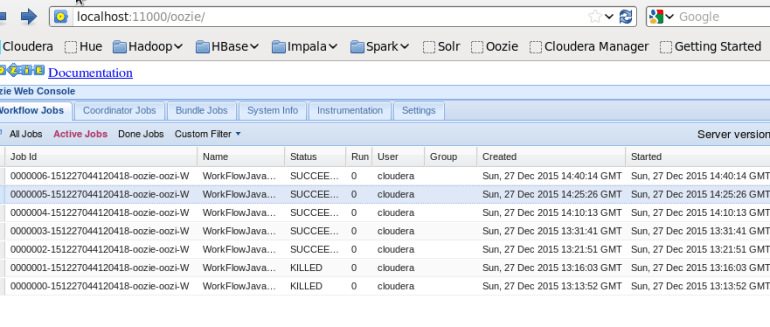 localhost:11000/oozie/ Google
Cloudera Hue Hadoop HBase Impala Spark Solr Oozie Cloudera Manager Getting Started
Documentation
zie Web Console
Workflow Jobs Coordinator Jobs Bundle Jobs System Info Instrumentation Settings
All Jobs Active Jobs Done Jobs Custom Filter Server version
Job Id Name Status Run User Group Created Started
0000006-151227044120418-oozie-oozi-W WorkFlowJava... SUCCEE... 0 cloudera Sun, 27 Dec 2015 14:40:14 GMT Sun, 27 Dec 2015 14:40:14 GMT
0000005-151227044120418-oozie-oozi-W WorkFlowJava... SUCCEE... 0 cloudera Sun, 27 Dec 2015 14:25:26 GMT Sun, 27 Dec 2015 14:25:26 GMT
0000004-151227044120418-oozie-oozi-W WorkFlowJava... SUCCEE... 0 cloudera Sun, 27 Dec 2015 14:10:13 GMT Sun, 27 Dec 2015 14:10:13 GMT
0000003-151227044120418-oozie-oozi-W WorkFlowJava... SUCCEE... 0 cloudera Sun, 27 Dec 2015 13:31:41 GMT Sun, 27 Dec 2015 13:31:41 GMT
0000002-151227044120418-oozie-oozi-W WorkFlowJava... SUCCEE... 0 cloudera Sun, 27 Dec 2015 13:21:51 GMT Sun, 27 Dec 2015 13:21:51 GMT
0000001-151227044120418-oozie-oozi-W WorkFlowJava... KILLED 0 cloudera Sun, 27 Dec 2015 13:16:03 GMT Sun, 27 Dec 2015 13:16:03 GMT
0000000-151227044120418-oozie-oozi-W WorkFlowJava... KILLED 0 cloudera Sun, 27 Dec 2015 13:13:52 GMT Sun, 27 Dec 2015 13:13:52 GMT